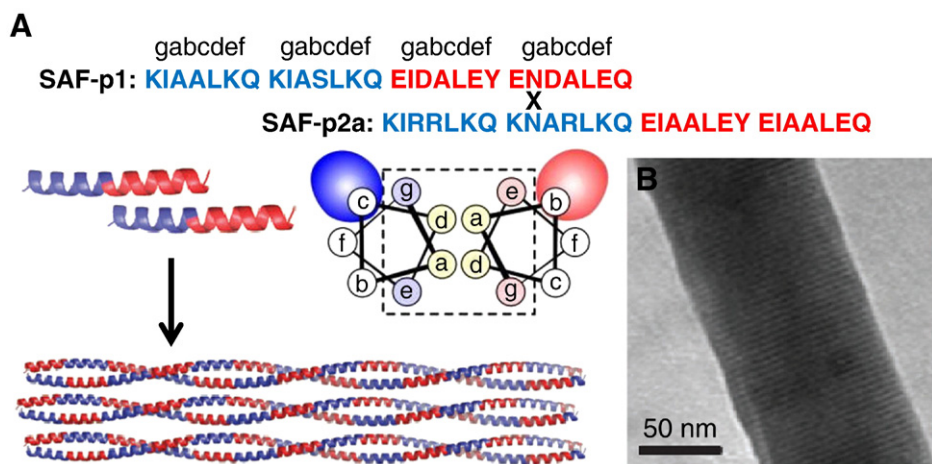 A
gabcdef gabcdef gabcdef gabcdef
SAF-p1: KIAALKQ KIASLKQ EIDALEY ENDALEQ
X
SAF-p2a: KIRRLKQ KNARLKQ EIAALEY EIAALEQ
B
c g e b
d a
f f
a d
b e g c
50 nm